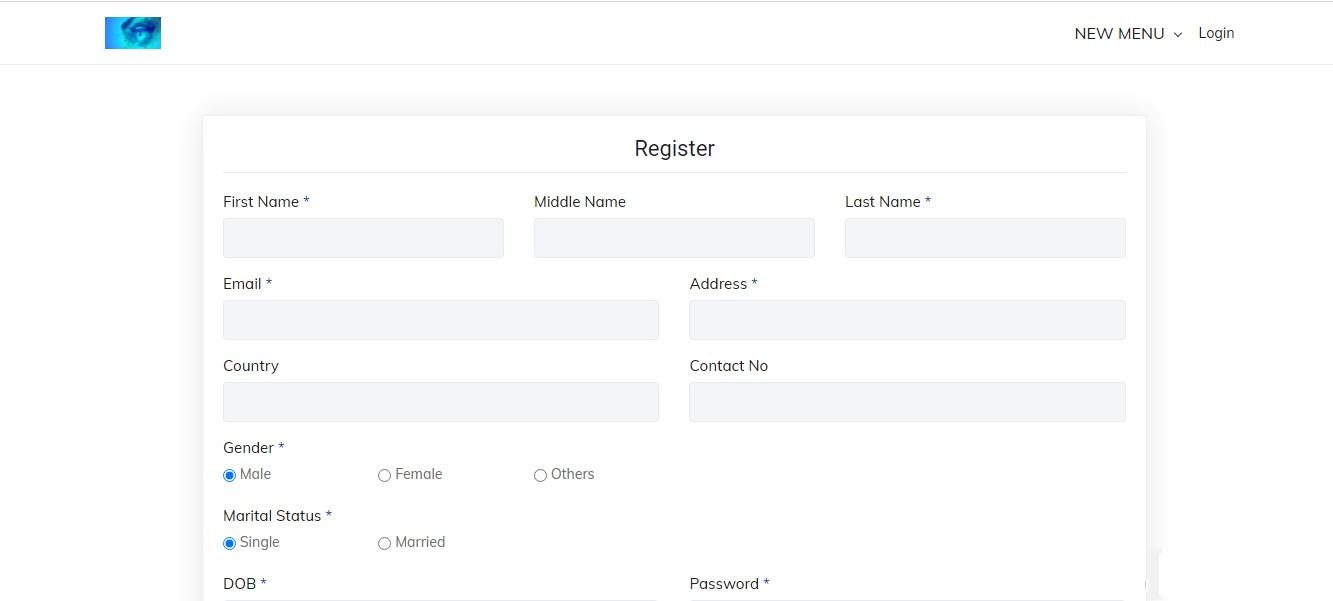 NEW MENU Login
Register
First Name * Middle Name Last Name *
Email * Address *
Country Contact No
Gender *
Male Female Others
Marital Status *
Single Married
DOB * Password *